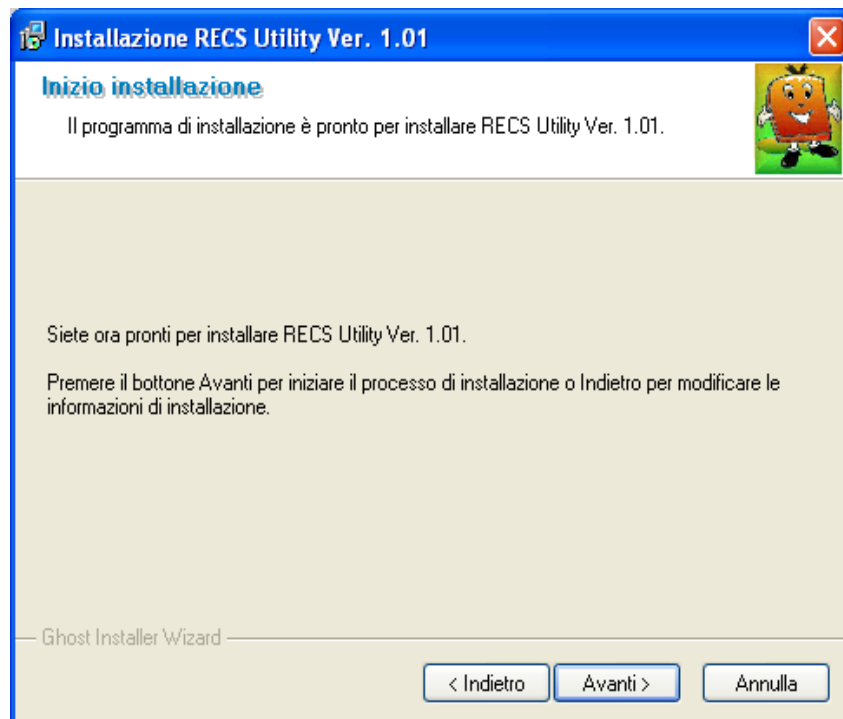 Installazione RECS Utility Ver. 1.01
Inizio installazione
Il programma di installazione è pronto per installare RECS Utility Ver. 1.01.
Siete ora pronti per installare RECS Utility Ver. 1.01.
Premere il bottone Avanti per iniziare il processo di installazione o Indietro per modificare le
informazioni di installazione.
Ghost Installer Wizard
< Indietro
Avanti >
Annulla